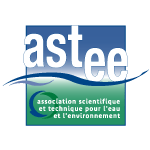 astee
association scientifique
et technique pour l'eau
et l'environnement